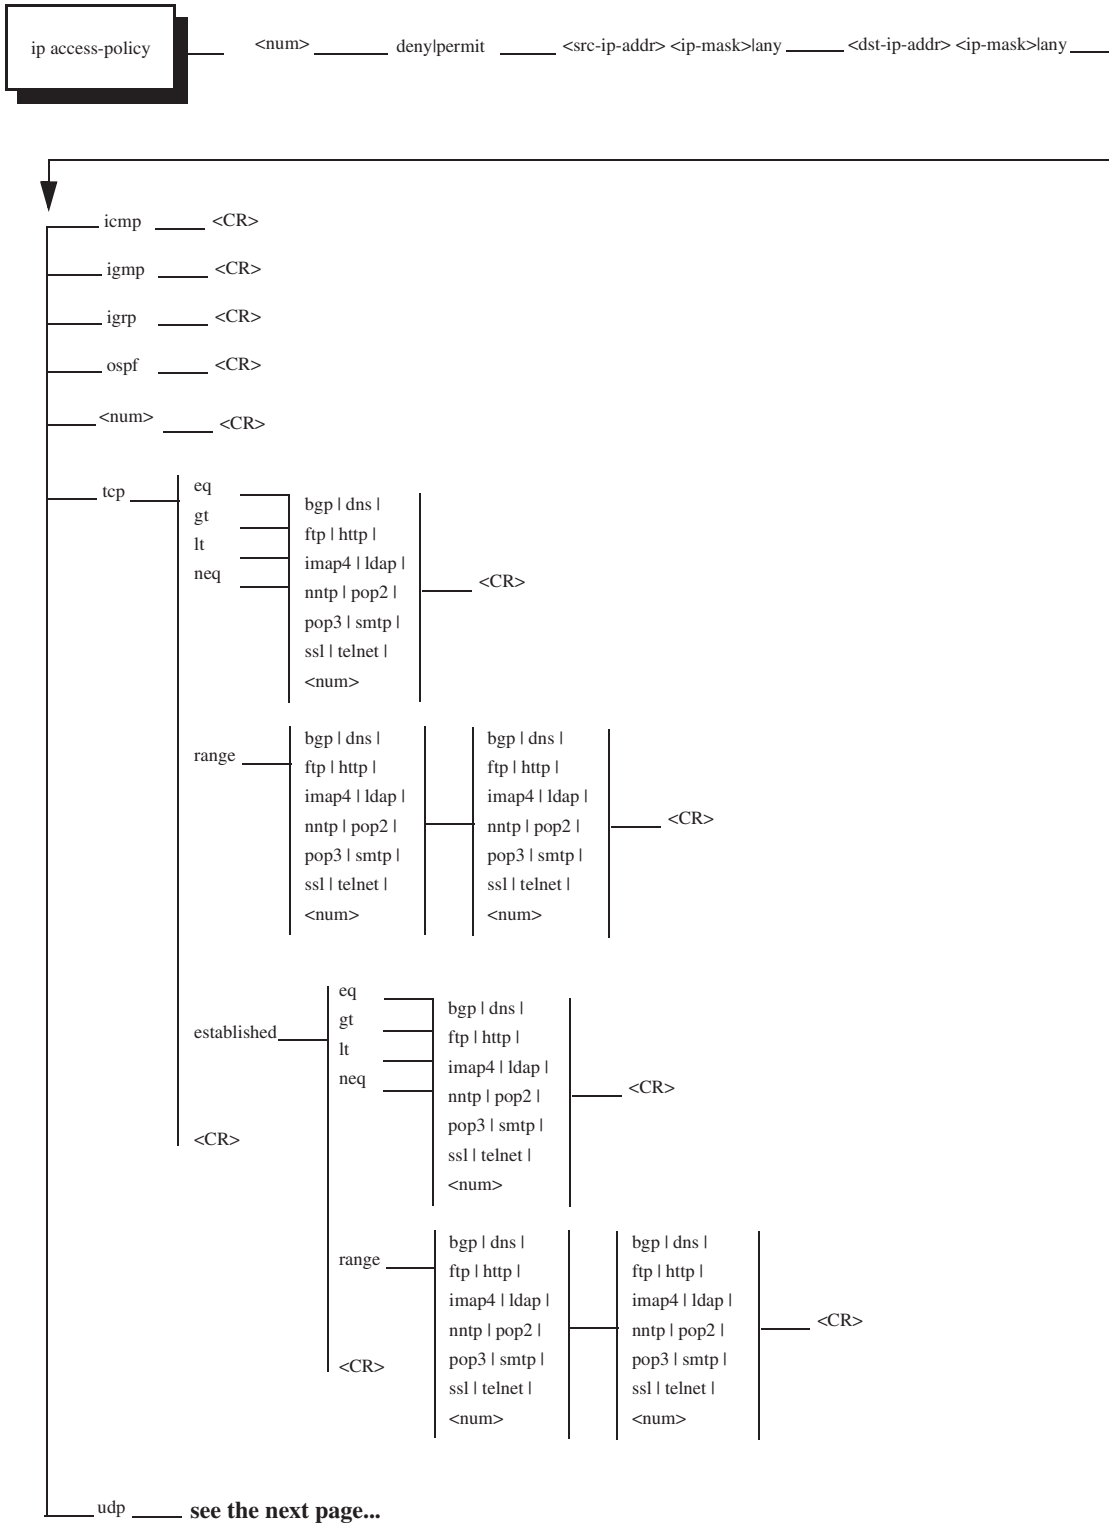 ip access-policy <num> deny|permit <src-ip-addr> <ip-mask>|any <dst-ip-addr> <ip-mask>|any
icmp <CR>
igmp <CR>
igrp <CR>
ospf <CR>
<num> <CR>
tcp
eq
gt
lt
neq
bgp | dns |
ftp | http |
imap4 | ldap |
nntp | pop2 |
pop3 | smtp |
ssl | telnet |
<num>
<CR>
range
bgp | dns |
ftp | http |
imap4 | ldap |
nntp | pop2 |
pop3 | smtp |
ssl | telnet |
<num>
bgp | dns |
ftp | http |
imap4 | ldap |
nntp | pop2 |
pop3 | smtp |
ssl | telnet |
<num>
<CR>
established
eq
gt
lt
neq
bgp | dns |
ftp | http |
imap4 | ldap |
nntp | pop2 |
pop3 | smtp |
ssl | telnet |
<num>
<CR>
range
bgp | dns |
ftp | http |
imap4 | ldap |
nntp | pop2 |
pop3 | smtp |
ssl | telnet |
<num>
bgp | dns |
ftp | http |
imap4 | ldap |
nntp | pop2 |
pop3 | smtp |
ssl | telnet |
<num>
<CR>
<CR>
<CR>
udp see the next page...